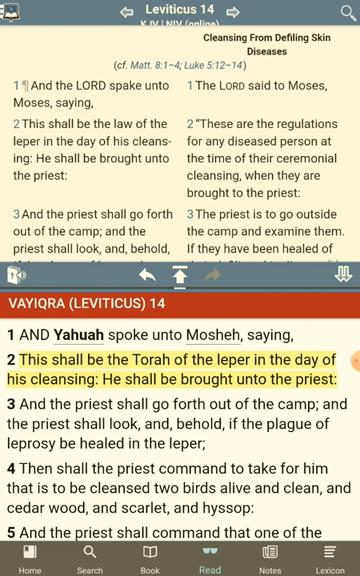 Leviticus 14
KJV | NIV (online)
Cleansing From Defiling Skin
Diseases
(cf. Matt. 8:1–4; Luke 5:12–14)
1 ¶ And the LORD spake unto
Moses, saying,
2 This shall be the law of the
leper in the day of his cleans-
ing: He shall be brought unto
the priest:
3 And the priest shall go forth
out of the camp; and the
priest shall look, and, behold,
1 The LORD said to Moses,
2 “These are the regulations
for any diseased person at
the time of their ceremonial
cleansing, when they are
brought to the priest:
3 The priest is to go outside
the camp and examine them.
If they have been healed of
VAYIQRA (LEVITICUS) 14
1 AND Yahuah spoke unto Mosheh, saying,
2 This shall be the Torah of the leper in the day of
his cleansing: He shall be brought unto the priest:
3 And the priest shall go forth out of the camp; and
the priest shall look, and, behold, if the plague of
leprosy be healed in the leper;
4 Then shall the priest command to take for him
that is to be cleansed two birds alive and clean, and
cedar wood, and scarlet, and hyssop:
5 And the priest shall command that one of the
Home
Search
Book
Read
Notes
Lexicon